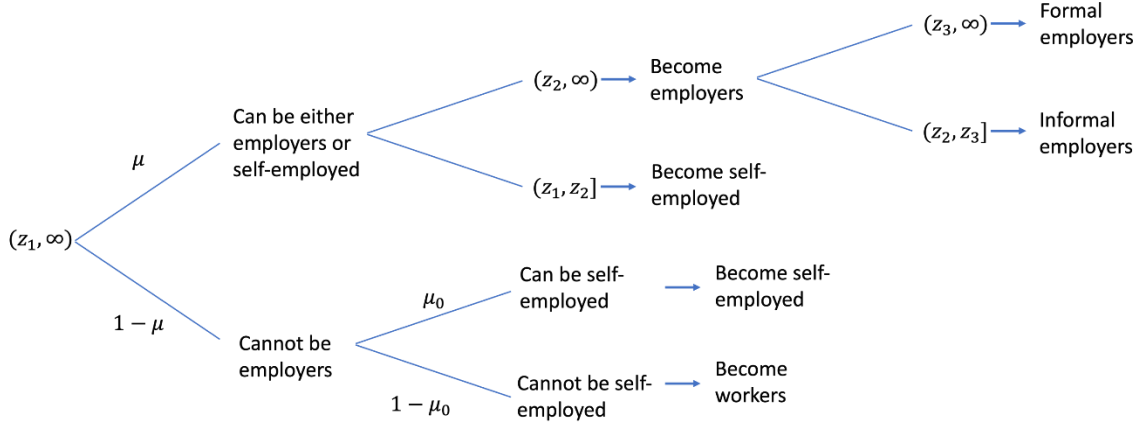 (z₃, ∞)
Formal
employers
(z₂, ∞)
Become
employers
Can be either
employers or
self-employed
(z₂, z₃]
Informal
employers
μ
(z₁, z₂]
Become self-
employed
(z₁, ∞)
Can be self-
employed
Become self-
employed
μ₀
1 − μ
Cannot be
employers
Cannot be self-
employed
Become
workers
1 − μ₀